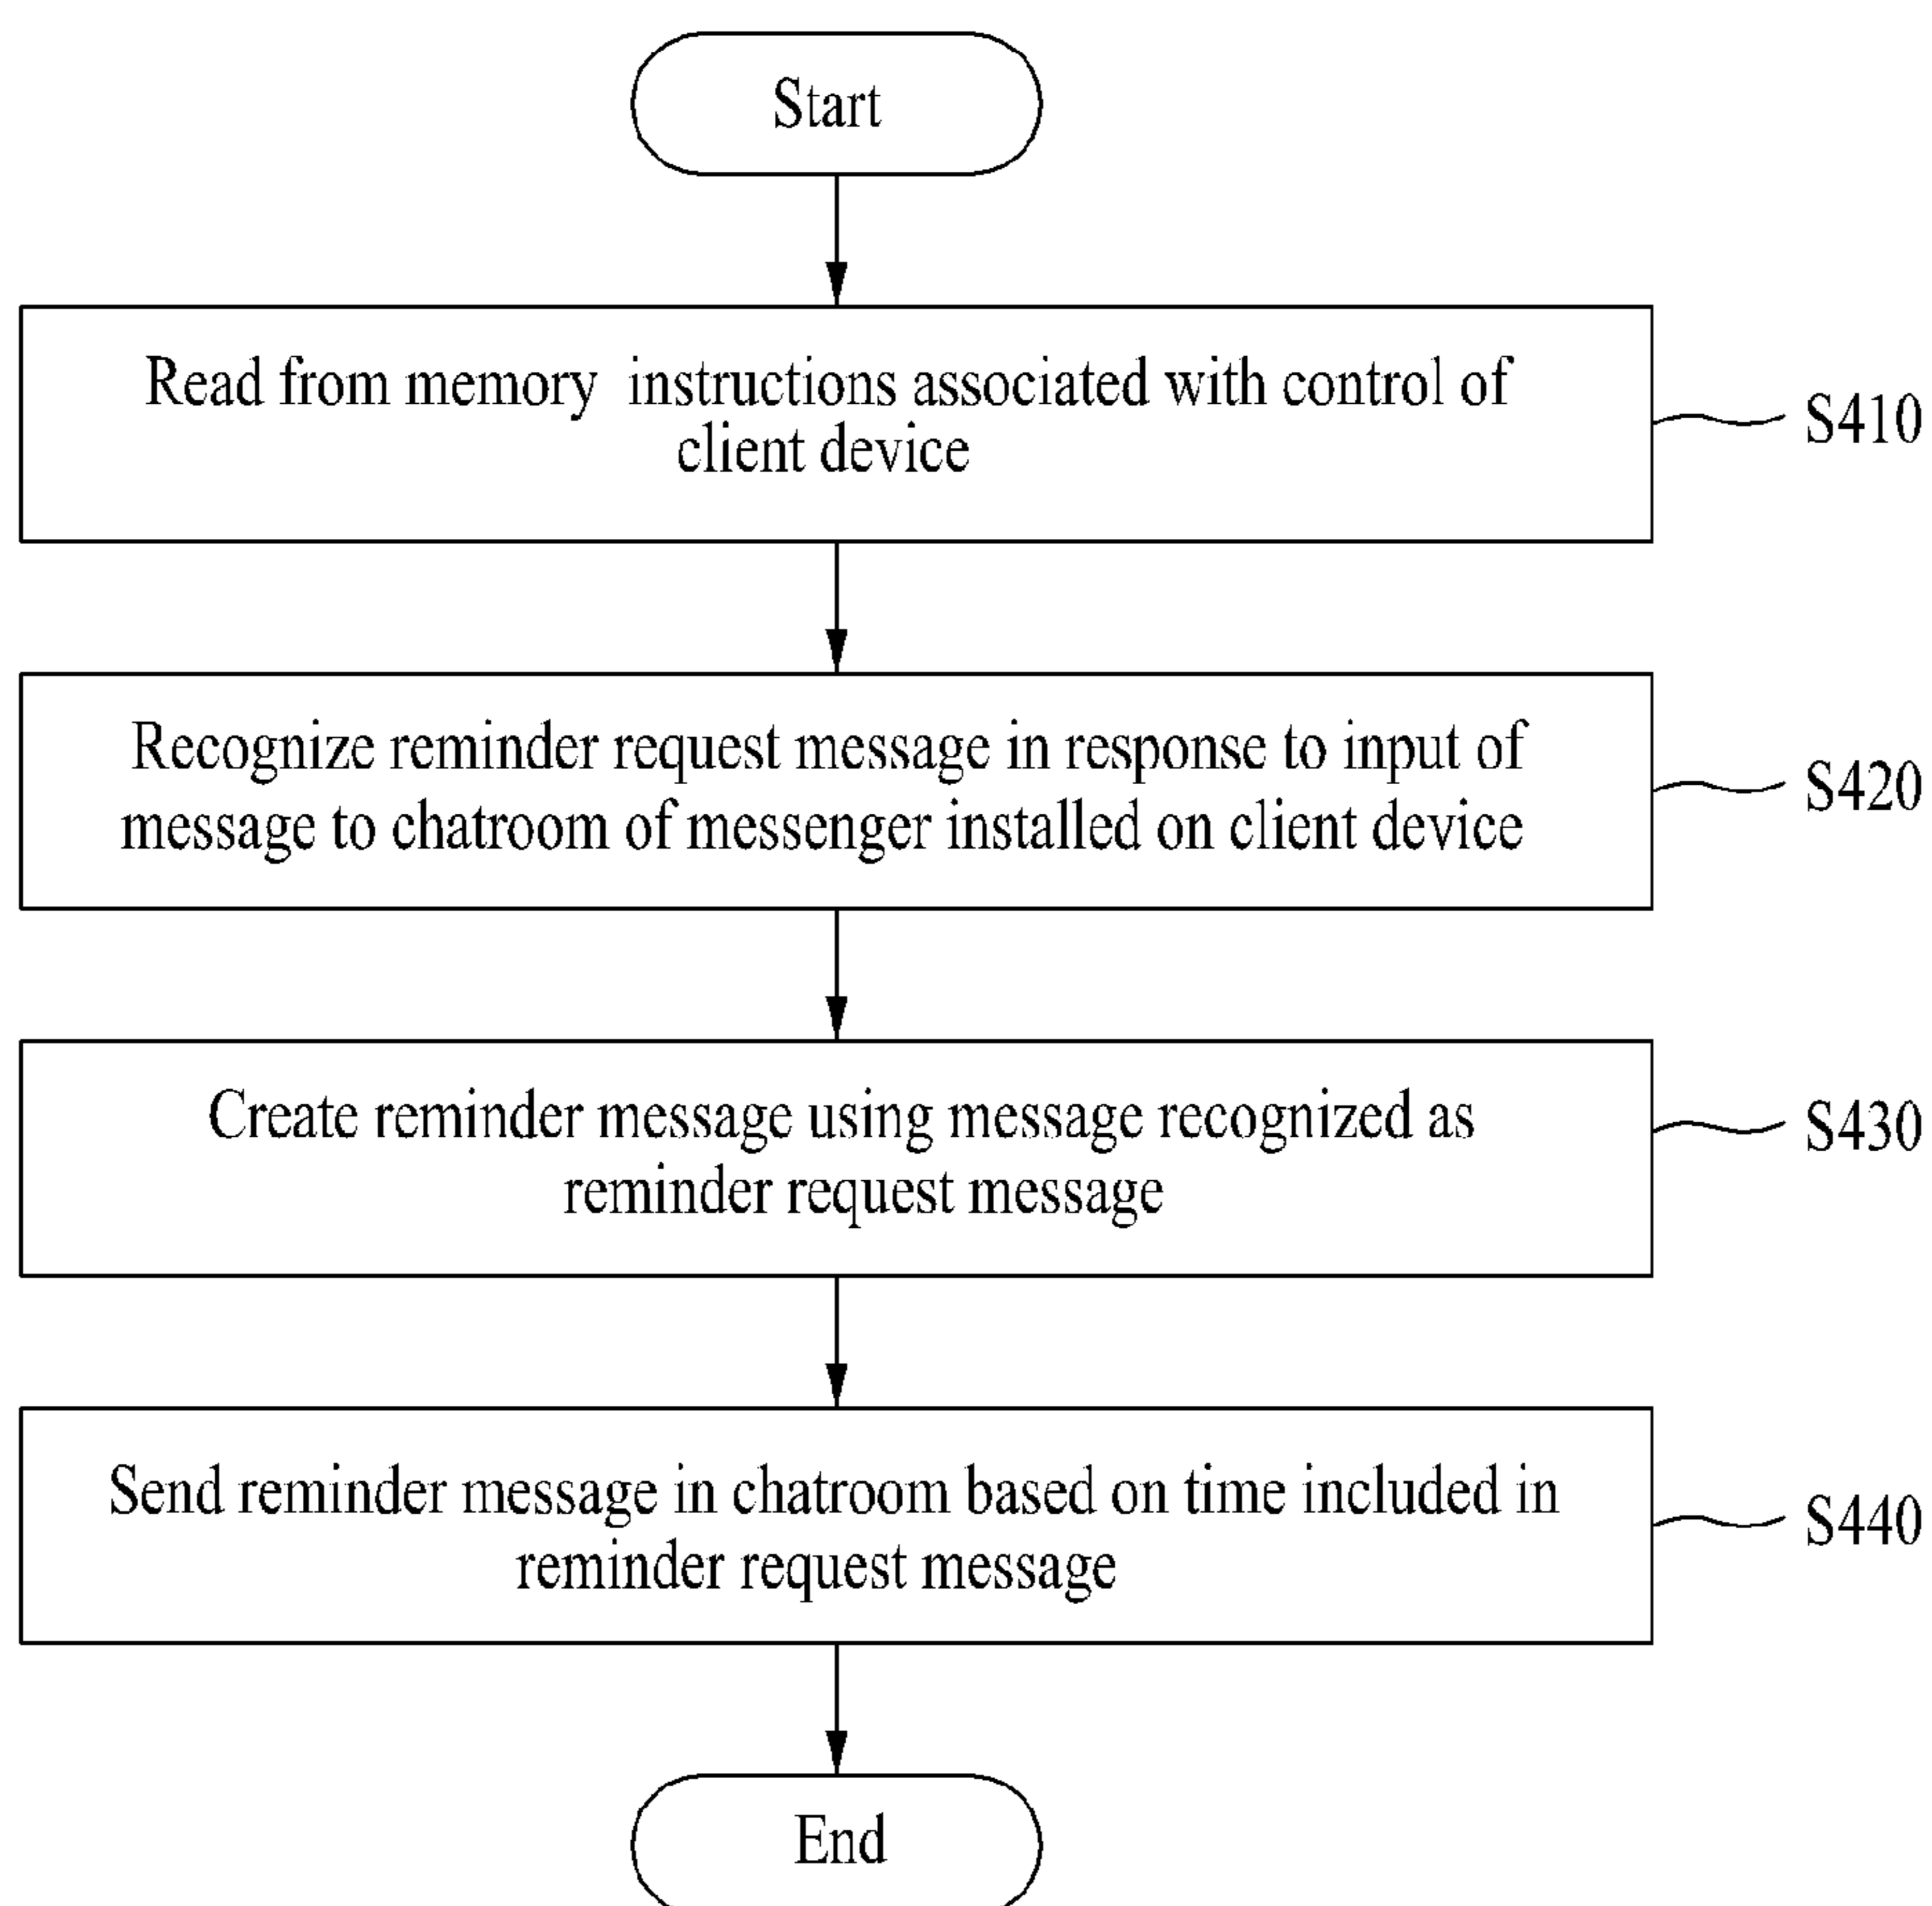 Start
Read from memory instructions associated with control of
client device
S410
Recognize reminder request message in response to input of
message to chatroom of messenger installed on client device
S420
Create reminder message using message recognized as
reminder request message
S430
Send reminder message in chatroom based on time included in
reminder request message
S440
End